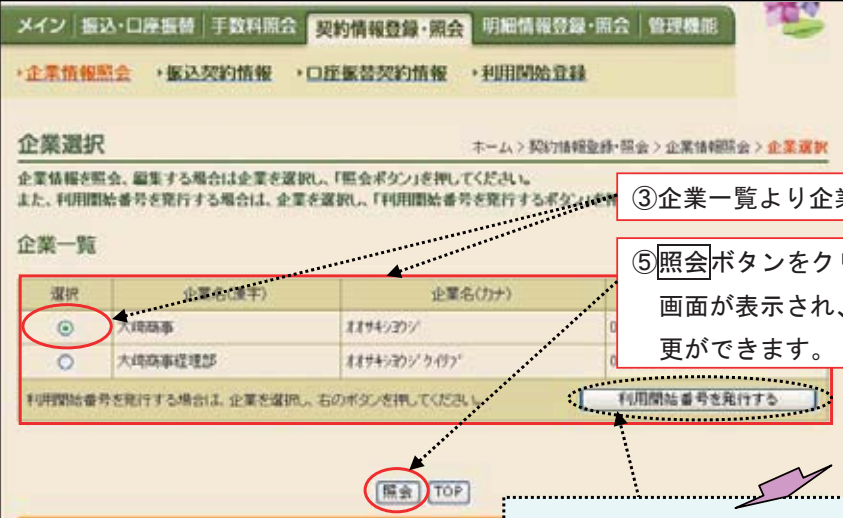 メイン 振込・口座振替 手数料照会 契約情報登録・照会 明細情報登録・照会 管理機能
企業情報照会 振込契約情報 口座振替契約情報 利用開始登録
企業選択
ホーム > 契約情報登録・照会 > 企業情報照会 > 企業選択
企業情報を照会、編集する場合は企業を選択し、「照会ボタン」を押してください。
また、利用開始番号を発行する場合は、企業を選択し、「利用開始番号を発行するボタン」を
③企業一覧より企業
企業一覧
⑤照会ボタンをクリ
画面が表示され、
更ができます。
選択 企業名(漢字) 企業名(カナ)
大崎商事 オオサキシヨウジ 0
大崎商事経理部 0
利用開始番号を発行する場合は、企業を選択し、右のボタンを押してください。 利用開始番号を発行する
照会 TOP